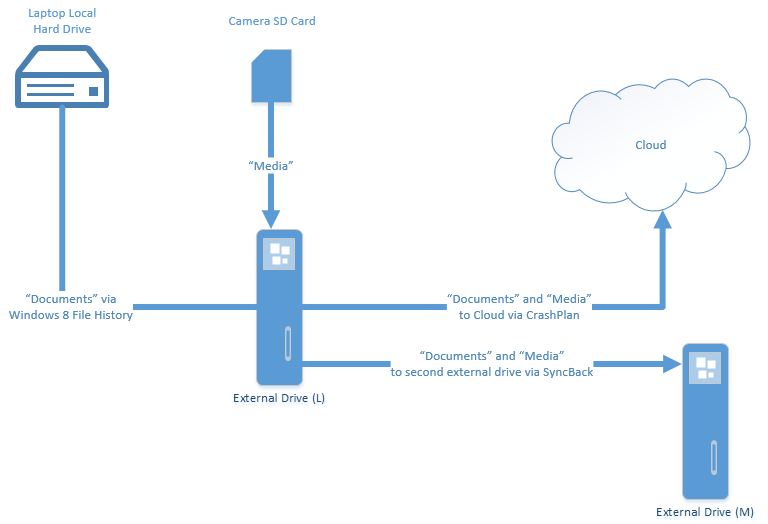 Laptop Local
Hard Drive
Camera SD Card
“Media”
Cloud
“Documents” via
Windows 8 File History
“Documents” and “Media”
to Cloud via CrashPlan
“Documents” and “Media”
to second external drive via SyncBack
External Drive (L)
External Drive (M)